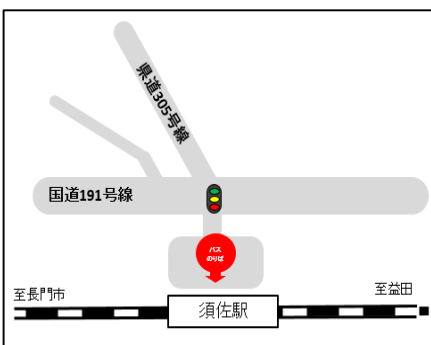 県道305号線
国道191号線
バス
のりば
至長門市
須佐駅
至益田